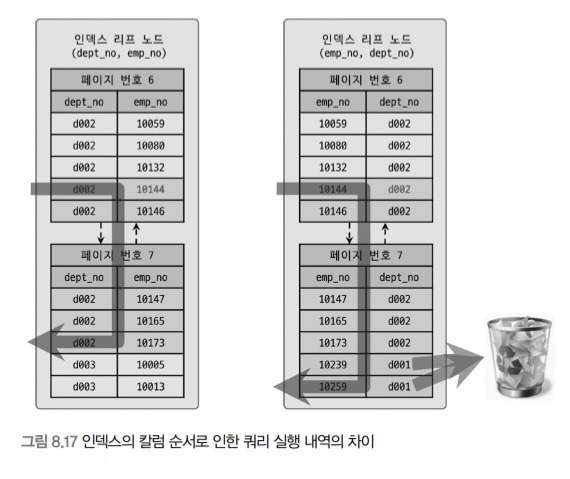 인덱스 리프 노드
(dept_no, emp_no)
페이지 번호 6
dept_no emp_no
d002 10059
d002 10080
d002 10132
d002 10144
d002 10146
페이지 번호 7
dept_no emp_no
d002 10147
d002 10165
d002 10173
d003 10005
d003 10013
인덱스 리프 노드
(emp_no, dept_no)
페이지 번호 6
emp_no dept_no
10059 d002
10080 d002
10132 d002
10144 d002
10146 d002
페이지 번호 7
emp_no dept_no
10147 d002
10165 d002
10173 d002
10239 d001
10259 d001
그림 8.17 인덱스의 칼럼 순서로 인한 쿼리 실행 내역의 차이